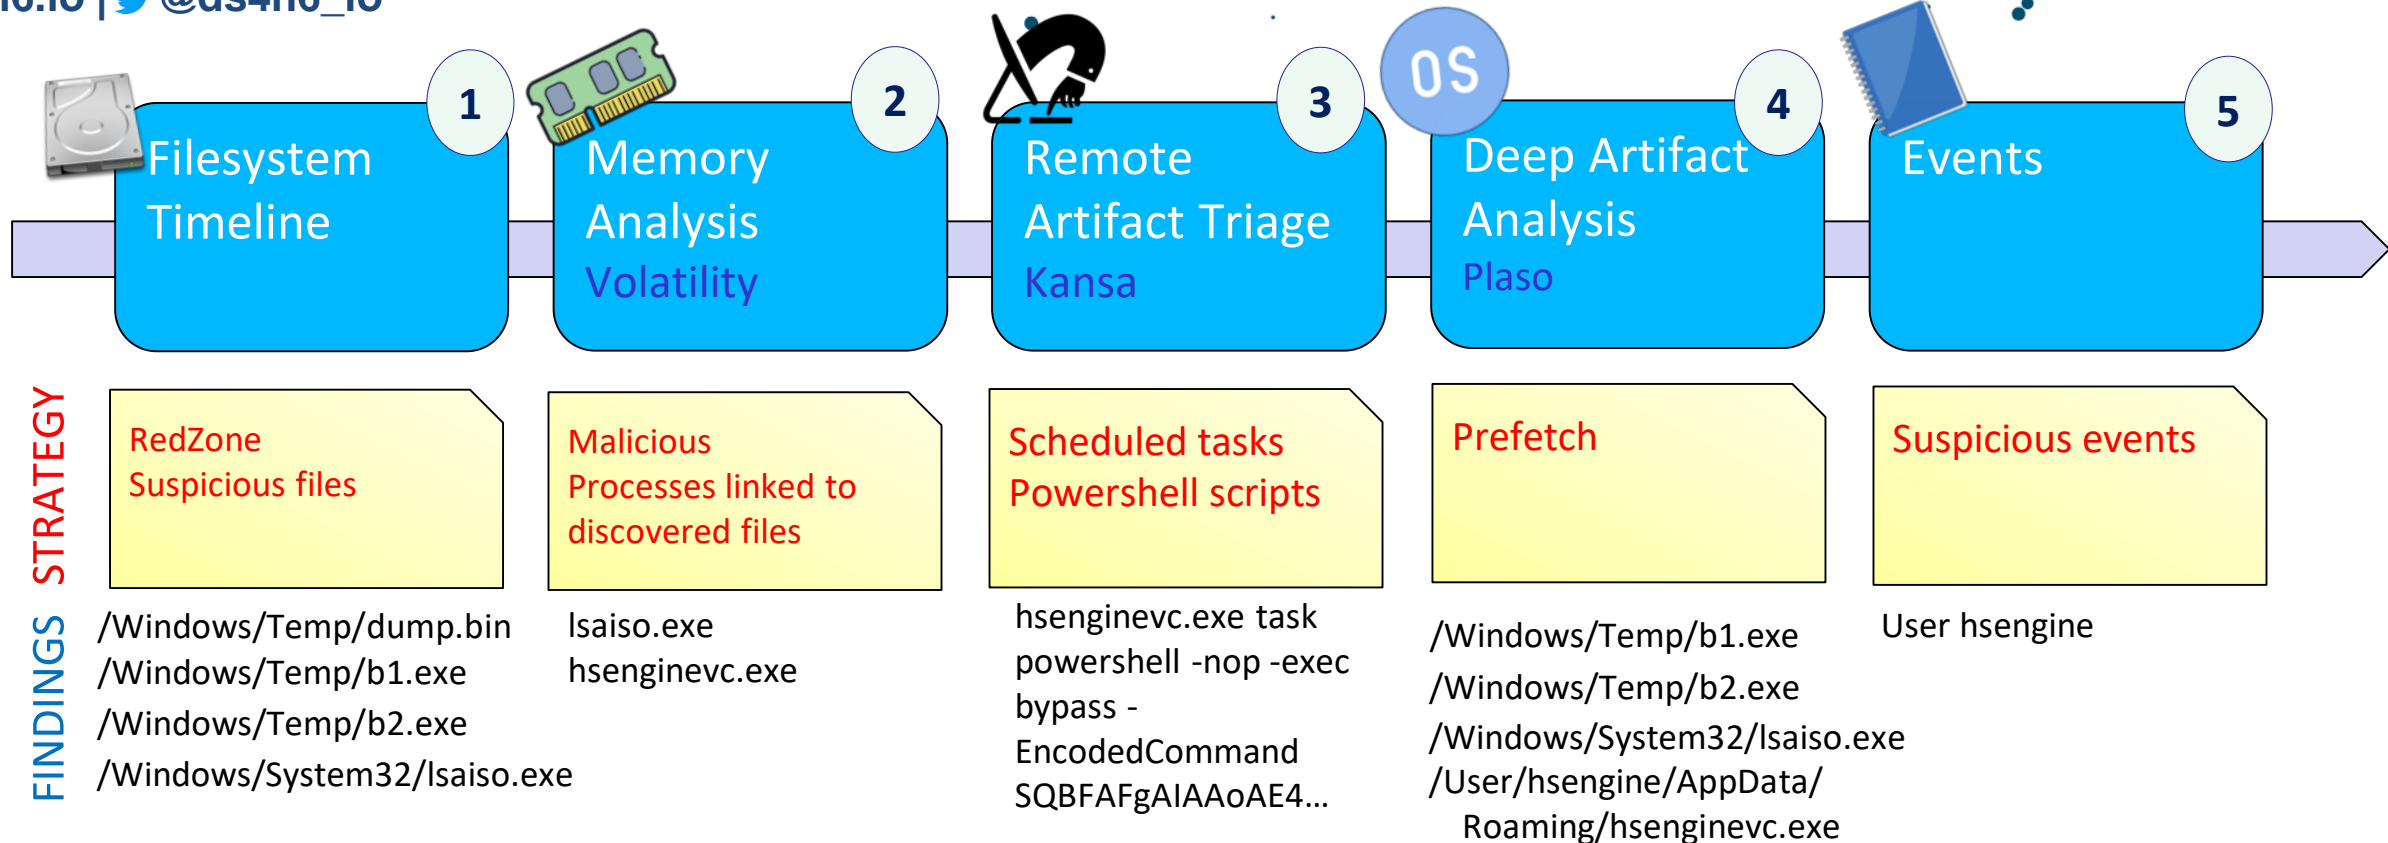 @ds4n6_io
1
Filesystem
Timeline
2
Memory
Analysis
Volatility
3
Remote
Artifact Triage
Kansa
OS
4
Deep Artifact
Analysis
Plaso
5
Events
STRATEGY
RedZone
Suspicious files
Malicious
Processes linked to
discovered files
Scheduled tasks
Powershell scripts
Prefetch
Suspicious events
FINDINGS
/Windows/Temp/dump.bin
/Windows/Temp/b1.exe
/Windows/Temp/b2.exe
/Windows/System32/lsaiso.exe
lsaiso.exe
hsenginevc.exe
hsenginevc.exe task
powershell -nop -exec
bypass -
EncodedCommand
SQBFAFgAIAAoAE4...
/Windows/Temp/b1.exe
/Windows/Temp/b2.exe
/Windows/System32/lsaiso.exe
/User/hsengine/AppData/
Roaming/hsenginevc.exe
User hsengine